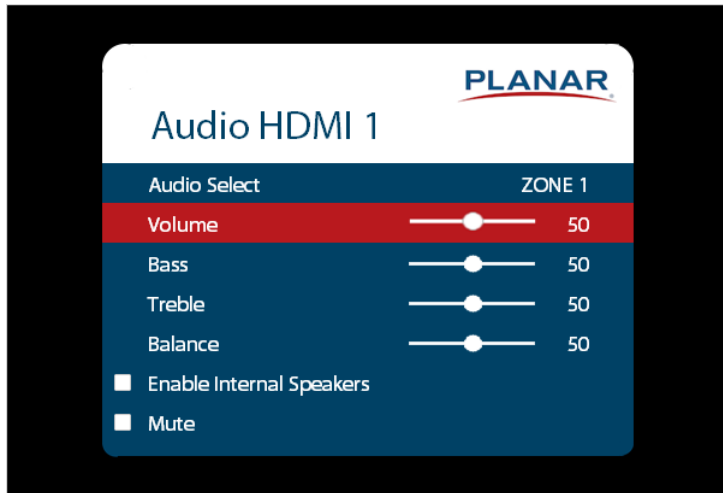 PLANAR
Audio HDMI 1
Audio Select ZONE 1
Volume 50
Bass 50
Treble 50
Balance 50
Enable Internal Speakers
Mute